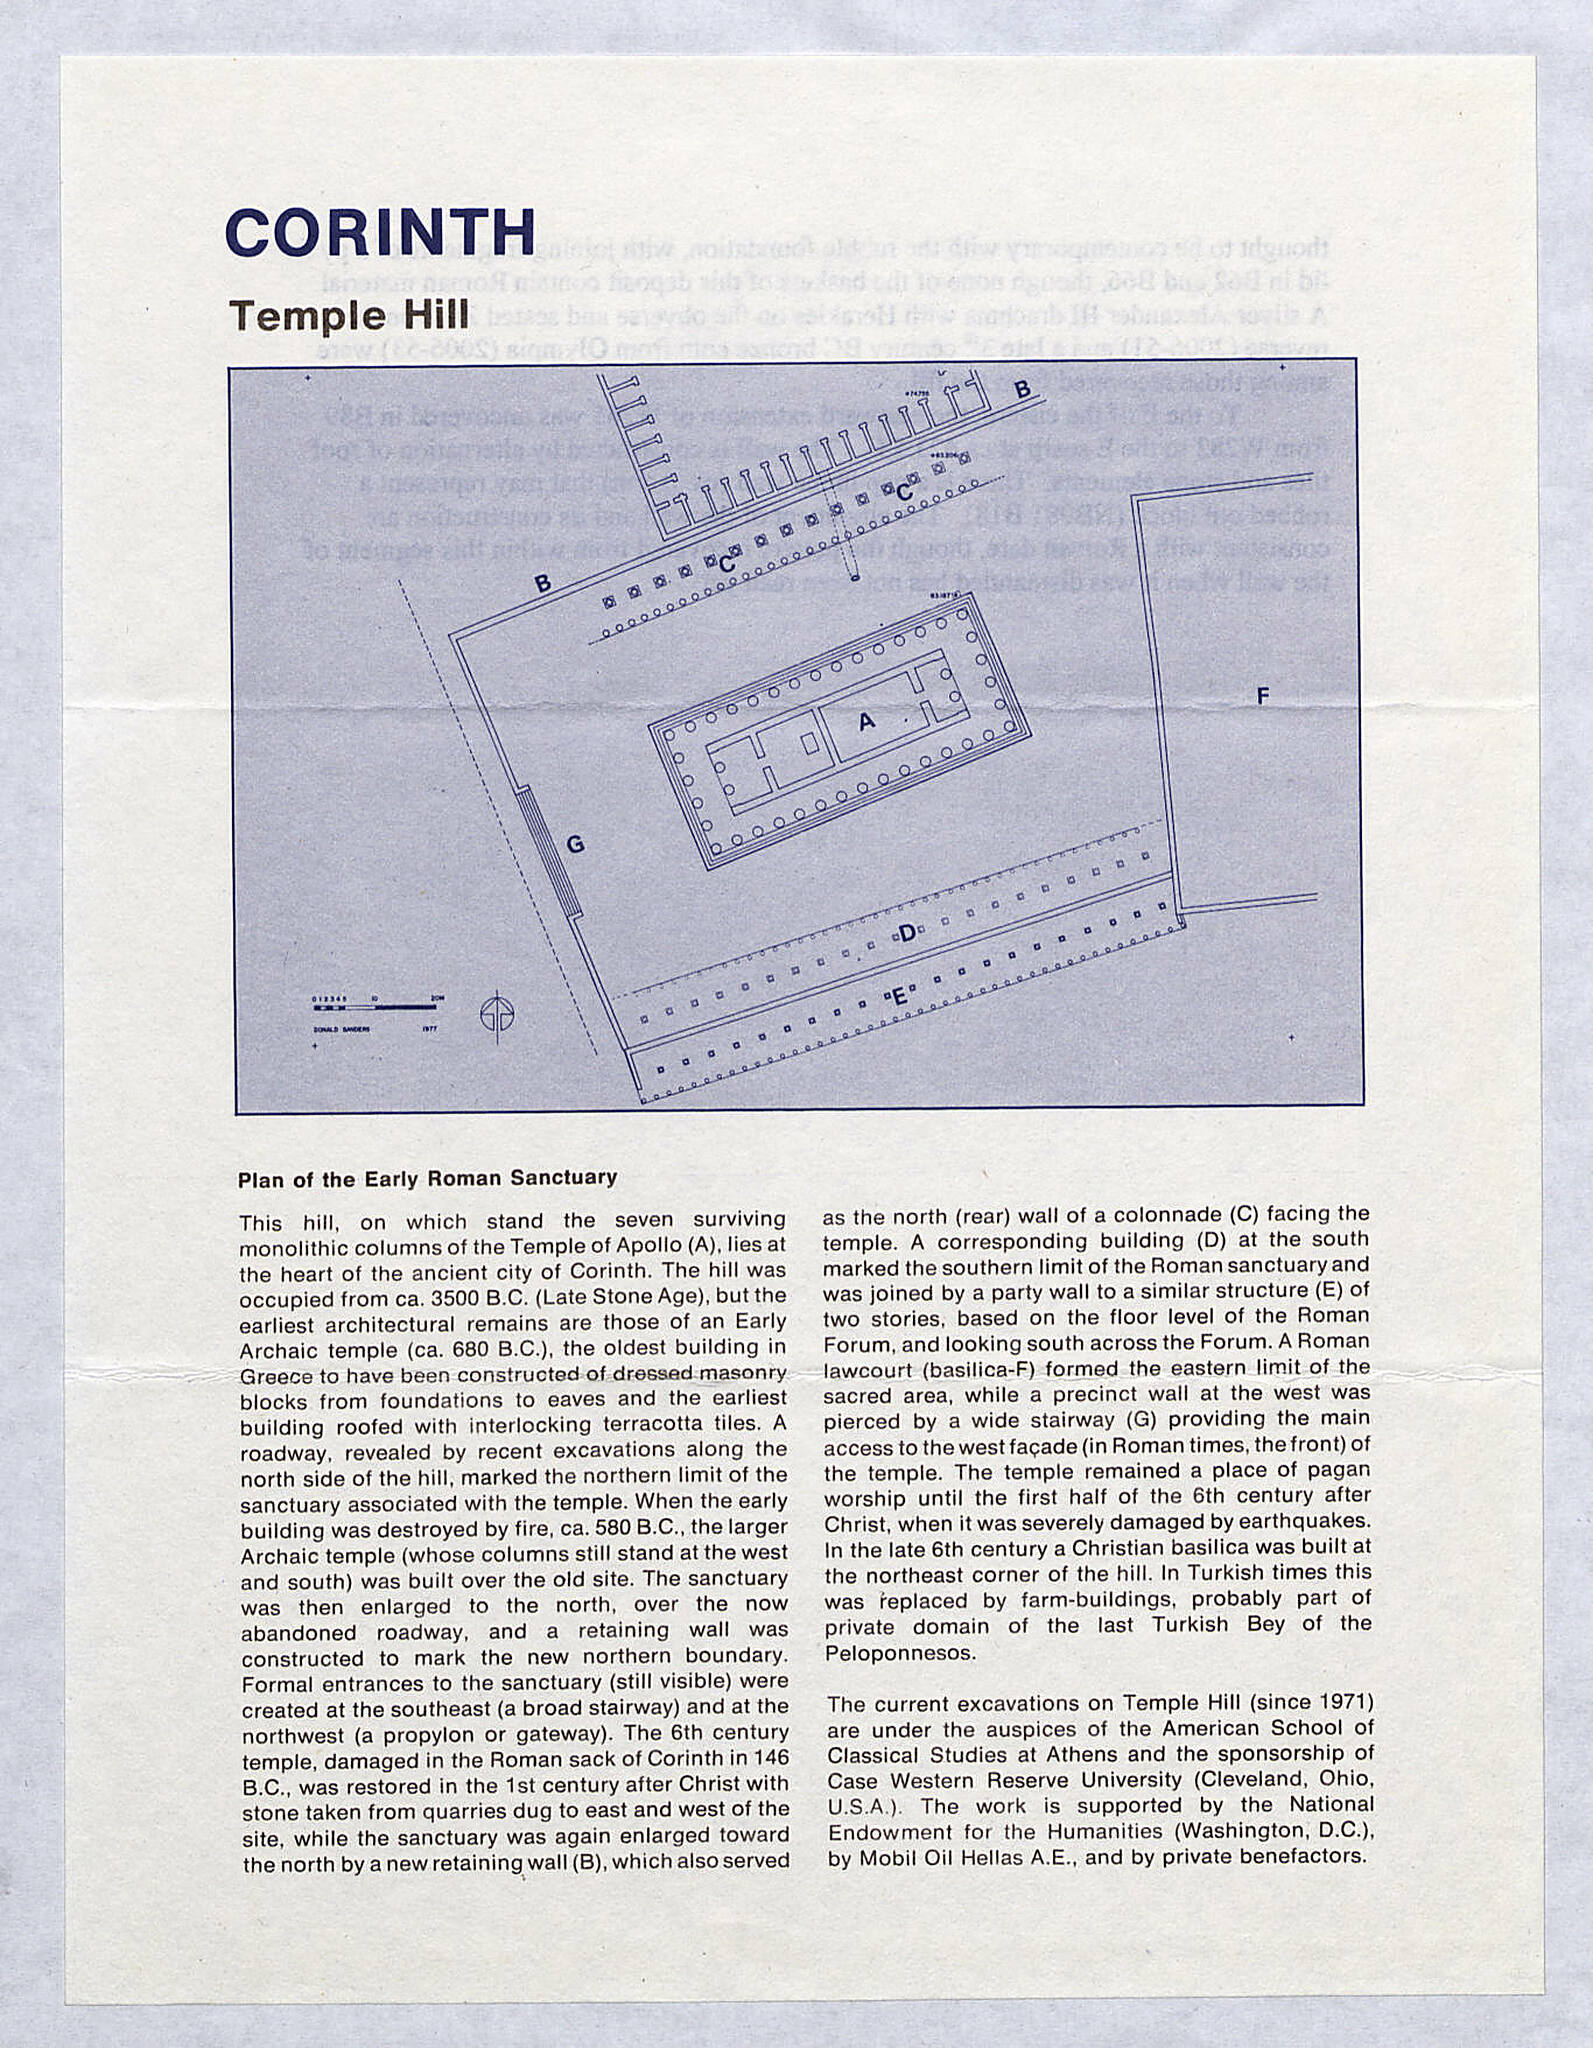 CORINTH
Temple Hill
B
C
C
B
A
F
G
D
E
0 1 2 3 4 5 10 20M
DONALD SANDERS 1977
Plan of the Early Roman Sanctuary
This hill, on which stand the seven surviving
monolithic columns of the Temple of Apollo (A), lies at
the heart of the ancient city of Corinth. The hill was
occupied from ca. 3500 B.C. (Late Stone Age), but the
earliest architectural remains are those of an Early
Archaic temple (ca. 680 B.C.), the oldest building in
Greece to have been constructed of dressed masonry
blocks from foundations to eaves and the earliest
building roofed with interlocking terracotta tiles. A
roadway, revealed by recent excavations along the
north side of the hill, marked the northern limit of the
sanctuary associated with the temple. When the early
building was destroyed by fire, ca. 580 B.C., the larger
Archaic temple (whose columns still stand at the west
and south) was built over the old site. The sanctuary
was then enlarged to the north, over the now
abandoned roadway, and a retaining wall was
constructed to mark the new northern boundary.
Formal entrances to the sanctuary (still visible) were
created at the southeast (a broad stairway) and at the
northwest (a propylon or gateway). The 6th century
temple, damaged in the Roman sack of Corinth in 146
B.C., was restored in the 1st century after Christ with
stone taken from quarries dug to east and west of the
site, while the sanctuary was again enlarged toward
the north by a new retaining wall (B), which also served
as the north (rear) wall of a colonnade (C) facing the
temple. A corresponding building (D) at the south
marked the southern limit of the Roman sanctuary and
was joined by a party wall to a similar structure (E) of
two stories, based on the floor level of the Roman
Forum, and looking south across the Forum. A Roman
lawcourt (basilica-F) formed the eastern limit of the
sacred area, while a precinct wall at the west was
pierced by a wide stairway (G) providing the main
access to the west façade (in Roman times, the front) of
the temple. The temple remained a place of pagan
worship until the first half of the 6th century after
Christ, when it was severely damaged by earthquakes.
In the late 6th century a Christian basilica was built at
the northeast corner of the hill. In Turkish times this
was replaced by farm-buildings, probably part of
private domain of the last Turkish Bey of the
Peloponnesos.
The current excavations on Temple Hill (since 1971)
are under the auspices of the American School of
Classical Studies at Athens and the sponsorship of
Case Western Reserve University (Cleveland, Ohio,
U.S.A.). The work is supported by the National
Endowment for the Humanities (Washington, D.C.),
by Mobil Oil Hellas A.E., and by private benefactors.